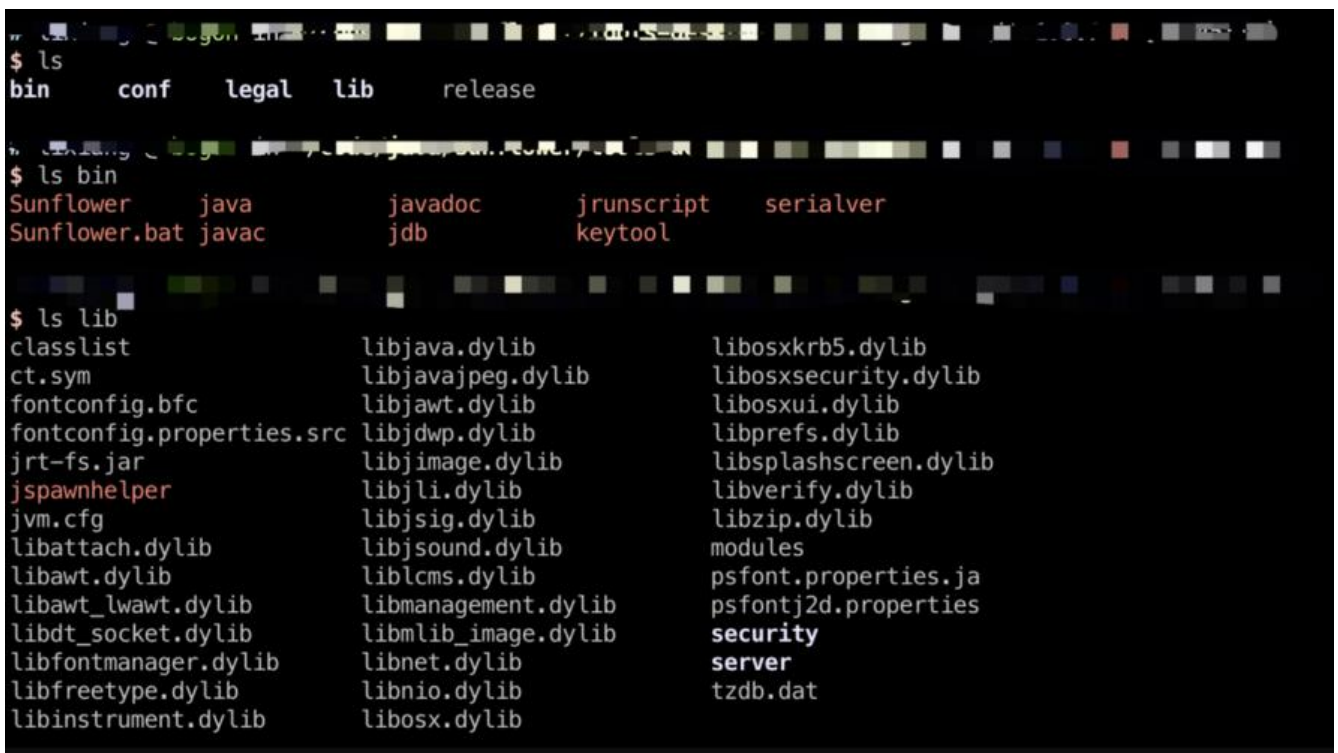 $ ls
bin conf legal lib release
$ ls bin
Sunflower java javadoc jrunscript serialver
Sunflower.bat javac jdb keytool
$ ls lib
classlist libjava.dylib libosxkrb5.dylib
ct.sym libjavajpeg.dylib libosxsecurity.dylib
fontconfig.bfc libjawt.dylib libosxui.dylib
fontconfig.properties.src libjdwp.dylib libprefs.dylib
jrt-fs.jar libjimage.dylib libsplashscreen.dylib
jspawnhelper libjli.dylib libverify.dylib
jvm.cfg libjsig.dylib libzip.dylib
libattach.dylib libjsound.dylib modules
libawt.dylib liblcms.dylib psfont.properties.ja
libawt_lwawt.dylib libmanagement.dylib psfontj2d.properties
libdt_socket.dylib libmlib_image.dylib security
libfontmanager.dylib libnet.dylib server
libfreetype.dylib libnio.dylib tzdb.dat
libinstrument.dylib libosx.dylib